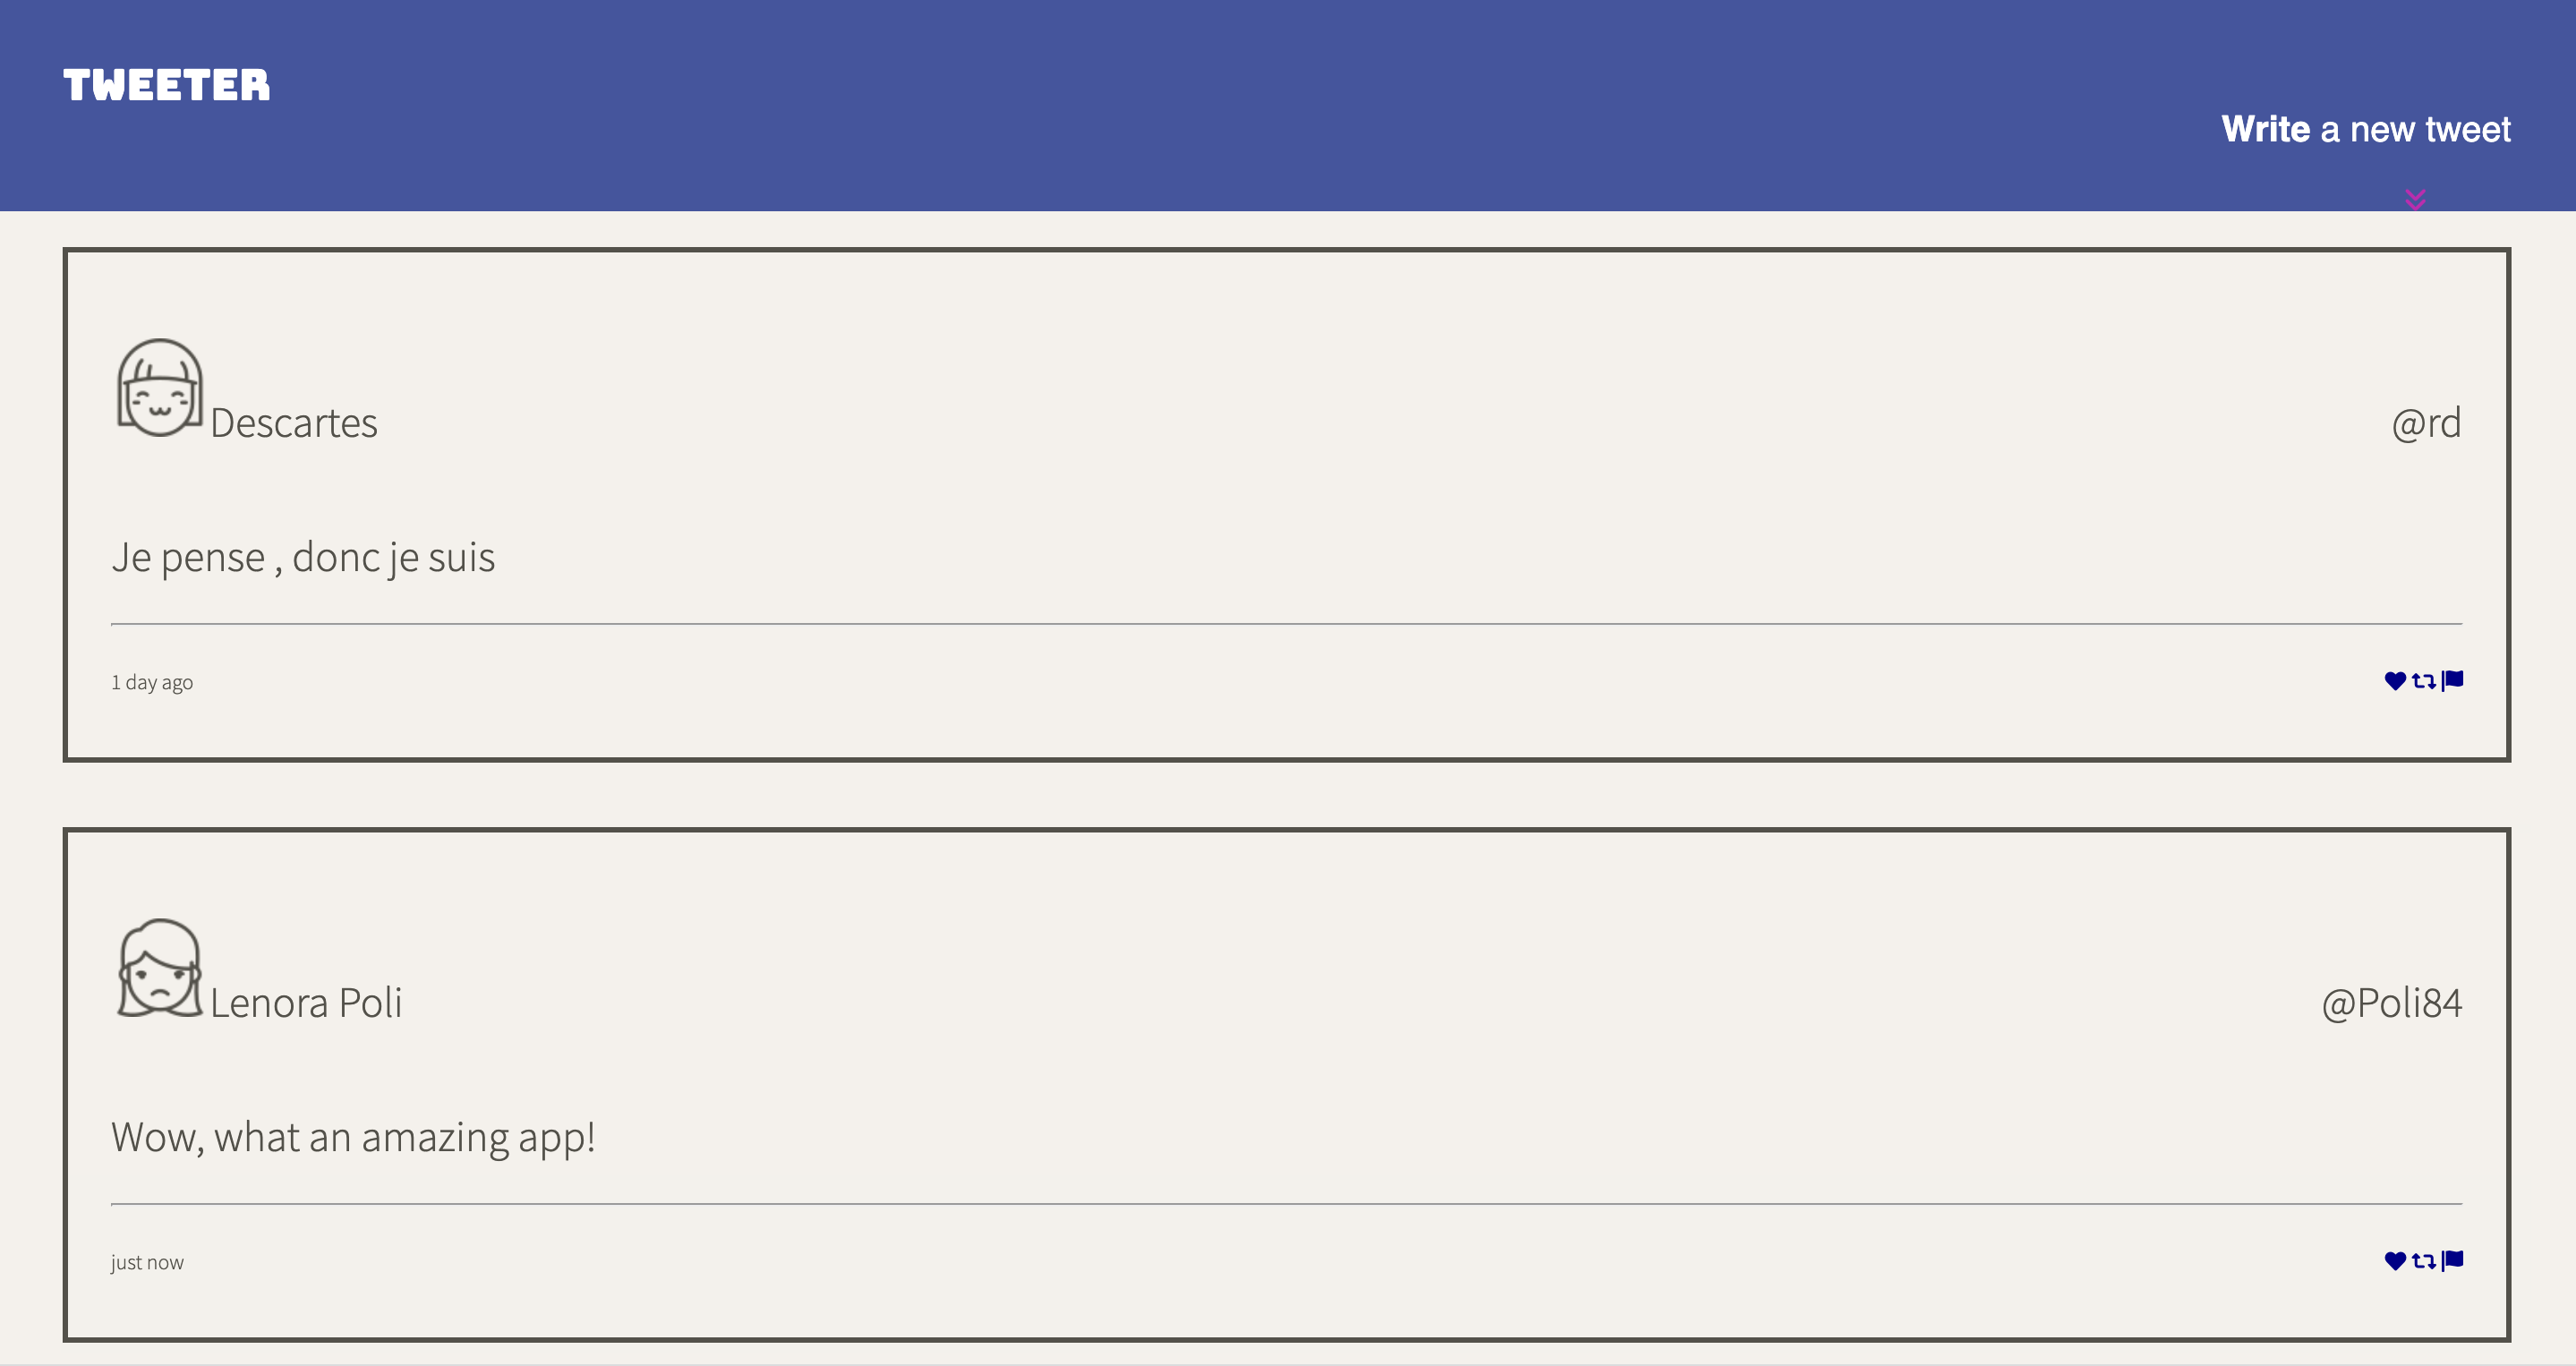 TWEETER
Write a new tweet
Descartes @rd
Je pense , donc je suis
1 day ago
Lenora Poli @Poli84
Wow, what an amazing app!
just now